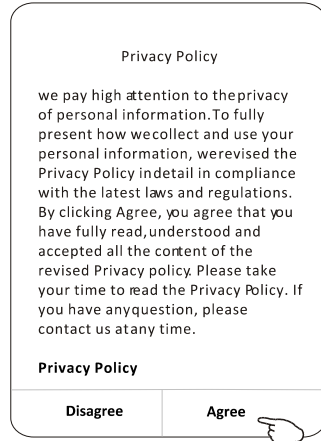 Privacy Policy
we pay high attention to theprivacy
of personal information.To fully
present how wecollect and use your
personal information, werevised the
Privacy Policy indetail in compliance
with the latest laws and regulations.
By clicking Agree, you agree that you
have fully read,understood and
accepted all the content of the
revised Privacy policy. Please take
your time to read the Privacy Policy. If
you have anyquestion, please
contact us atany time.
Privacy Policy
Disagree
Agree